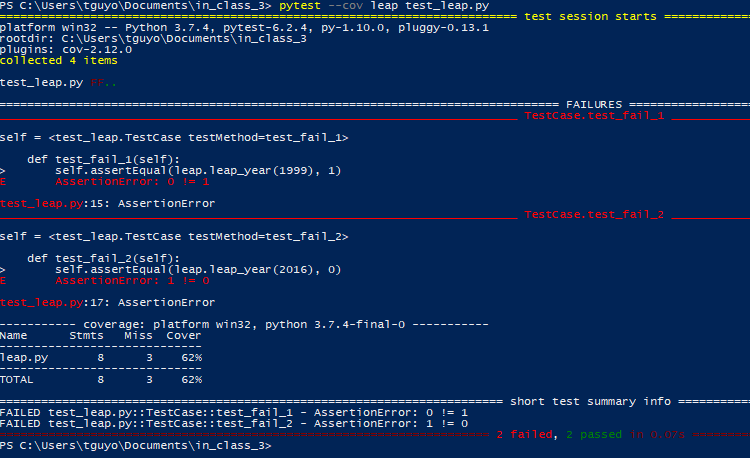 PS C:\Users\tguyo\Documents\in_class_3> pytest --cov leap test_leap.py
=================== test session starts ===================
platform win32 -- Python 3.7.4, pytest-6.2.4, py-1.10.0, pluggy-0.13.1
rootdir: C:\Users\tguyo\Documents\in_class_3
plugins: cov-2.12.0
collected 4 items
test_leap.py FF..
=================== FAILURES ===================
___________________ TestCase.test_fail_1 ___________________
self = <test_leap.TestCase testMethod=test_fail_1>
def test_fail_1(self):
> self.assertEqual(leap.leap_year(1999), 1)
E AssertionError: 0 != 1
test_leap.py:15: AssertionError
___________________ TestCase.test_fail_2 ___________________
self = <test_leap.TestCase testMethod=test_fail_2>
def test_fail_2(self):
> self.assertEqual(leap.leap_year(2016), 0)
E AssertionError: 1 != 0
test_leap.py:17: AssertionError
----------- coverage: platform win32, python 3.7.4-final-0 -----------
Name Stmts Miss Cover
-----------------------------
leap.py 8 3 62%
-----------------------------
TOTAL 8 3 62%
=================== short test summary info ===================
FAILED test_leap.py::TestCase::test_fail_1 - AssertionError: 0 != 1
FAILED test_leap.py::TestCase::test_fail_2 - AssertionError: 1 != 0
=================== 2 failed, 2 passed in 0.07s ===================
PS C:\Users\tguyo\Documents\in_class_3>